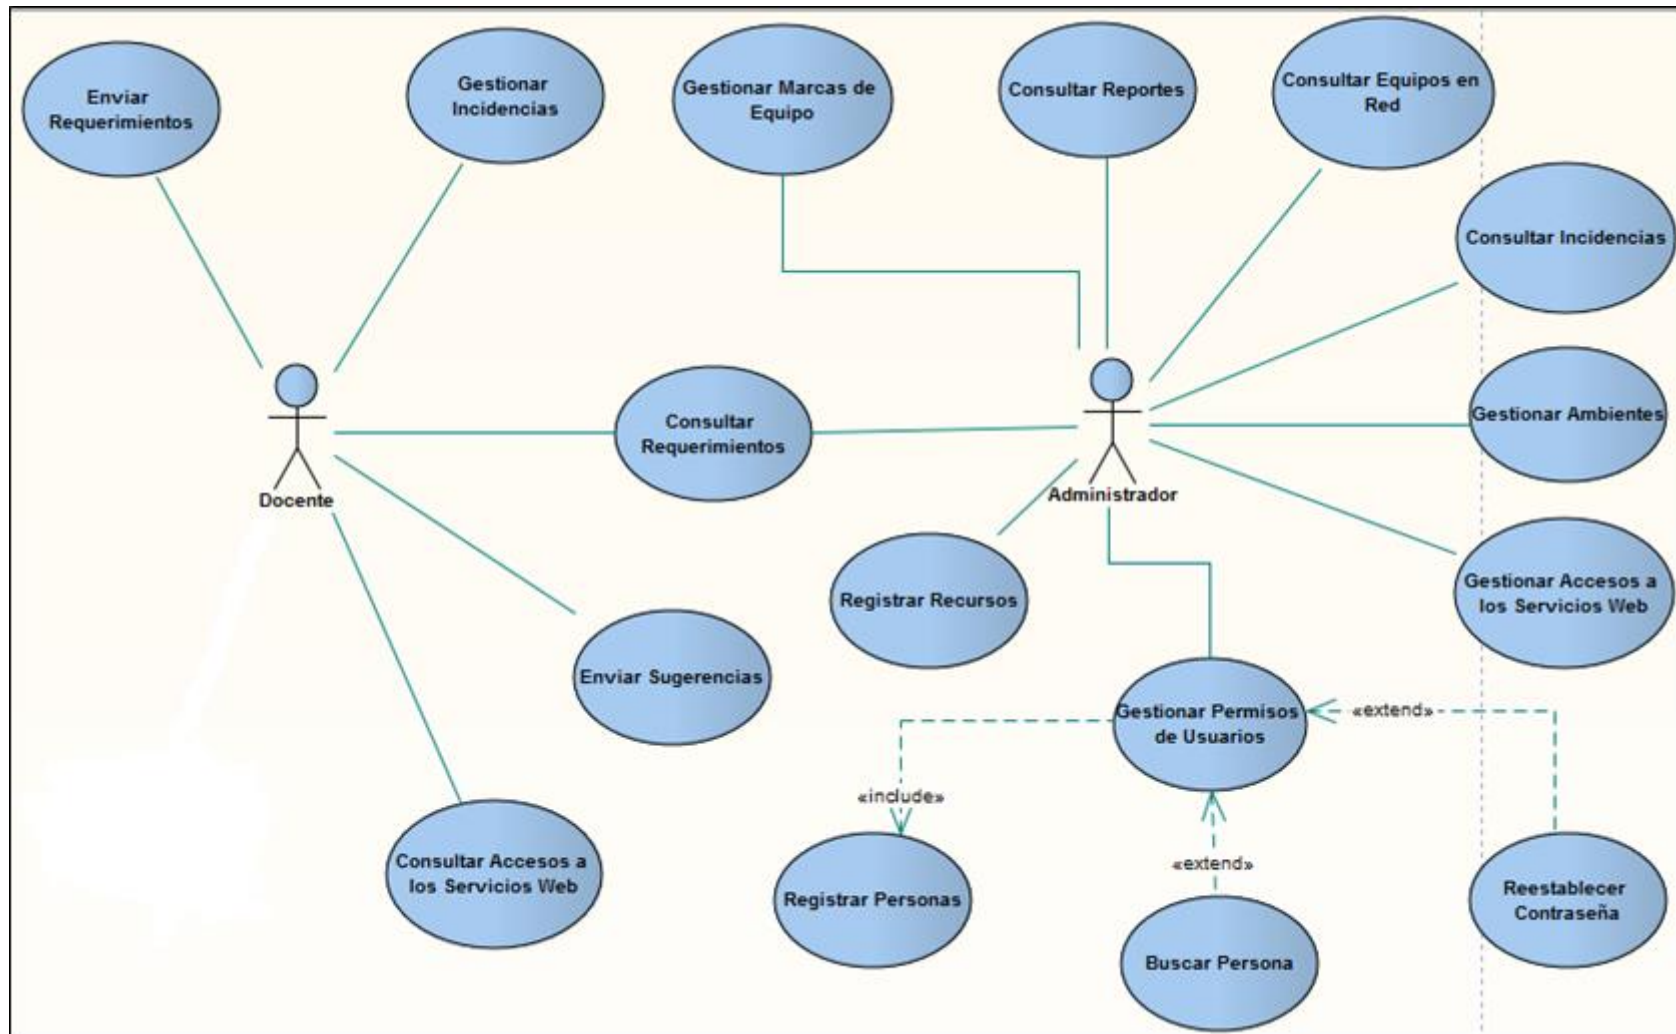 Enviar
Requerimientos
Gestionar
Incidencias
Gestionar Marcas de
Equipo
Consultar Reportes
Consultar Equipos en
Red
Consultar Incidencias
Gestionar Ambientes
Consultar
Requerimientos
Docente
Administrador
Registrar Recursos
Gestionar Accesos a
los Servicios Web
Enviar Sugerencias
Gestionar Permisos
de Usuarios
«extend»
«include»
«extend»
Consultar Accesos a
los Servicios Web
Registrar Personas
Buscar Persona
Reestablecer
Contraseña